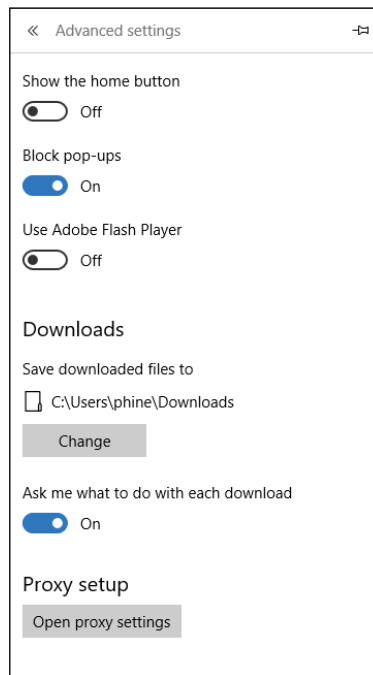 « Advanced settings
Show the home button
Off
Block pop-ups
On
Use Adobe Flash Player
Off
Downloads
Save downloaded files to
C:\Users\phine\Downloads
Change
Ask me what to do with each download
On
Proxy setup
Open proxy settings